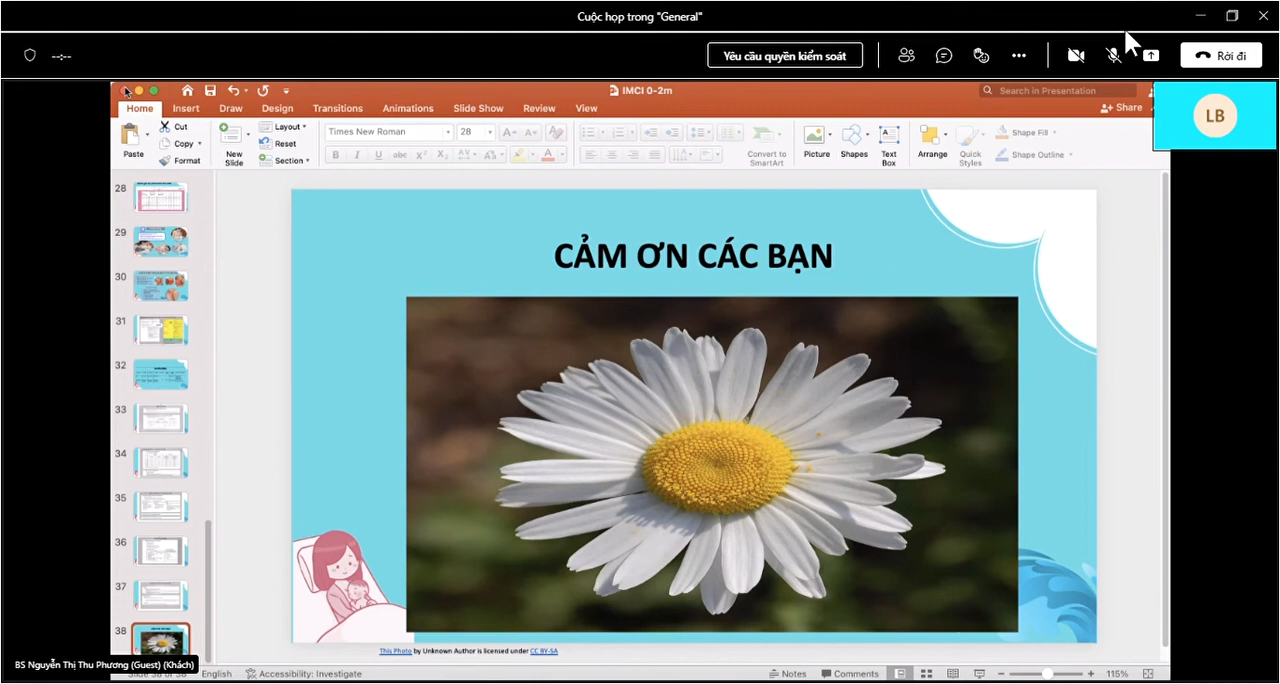 Cuộc họp trong "General"
--:--
Yêu cầu quyền kiểm soát
Rời đi
IMCI 0-2m
Search in Presentation
Home Insert Draw Design Transitions Animations Slide Show Review View
Share
LB
Paste
Cut
Copy
Format
New
Slide
Layout
Reset
Section
Times New Roman
28
Convert to
SmartArt
Picture
Shapes
Text
Box
Arrange
Quick
Styles
Shape Fill
Shape Outline
28
29
30
31
32
33
34
35
36
37
38
CẢM ƠN CÁC BẠN
This Photo by Unknown Author is licensed under CC BY-SA
BS Nguyễn Thị Thu Phương (Guest) (Khách)
Slide 38 of 38 English Accessibility: Investigate Notes Comments 115%